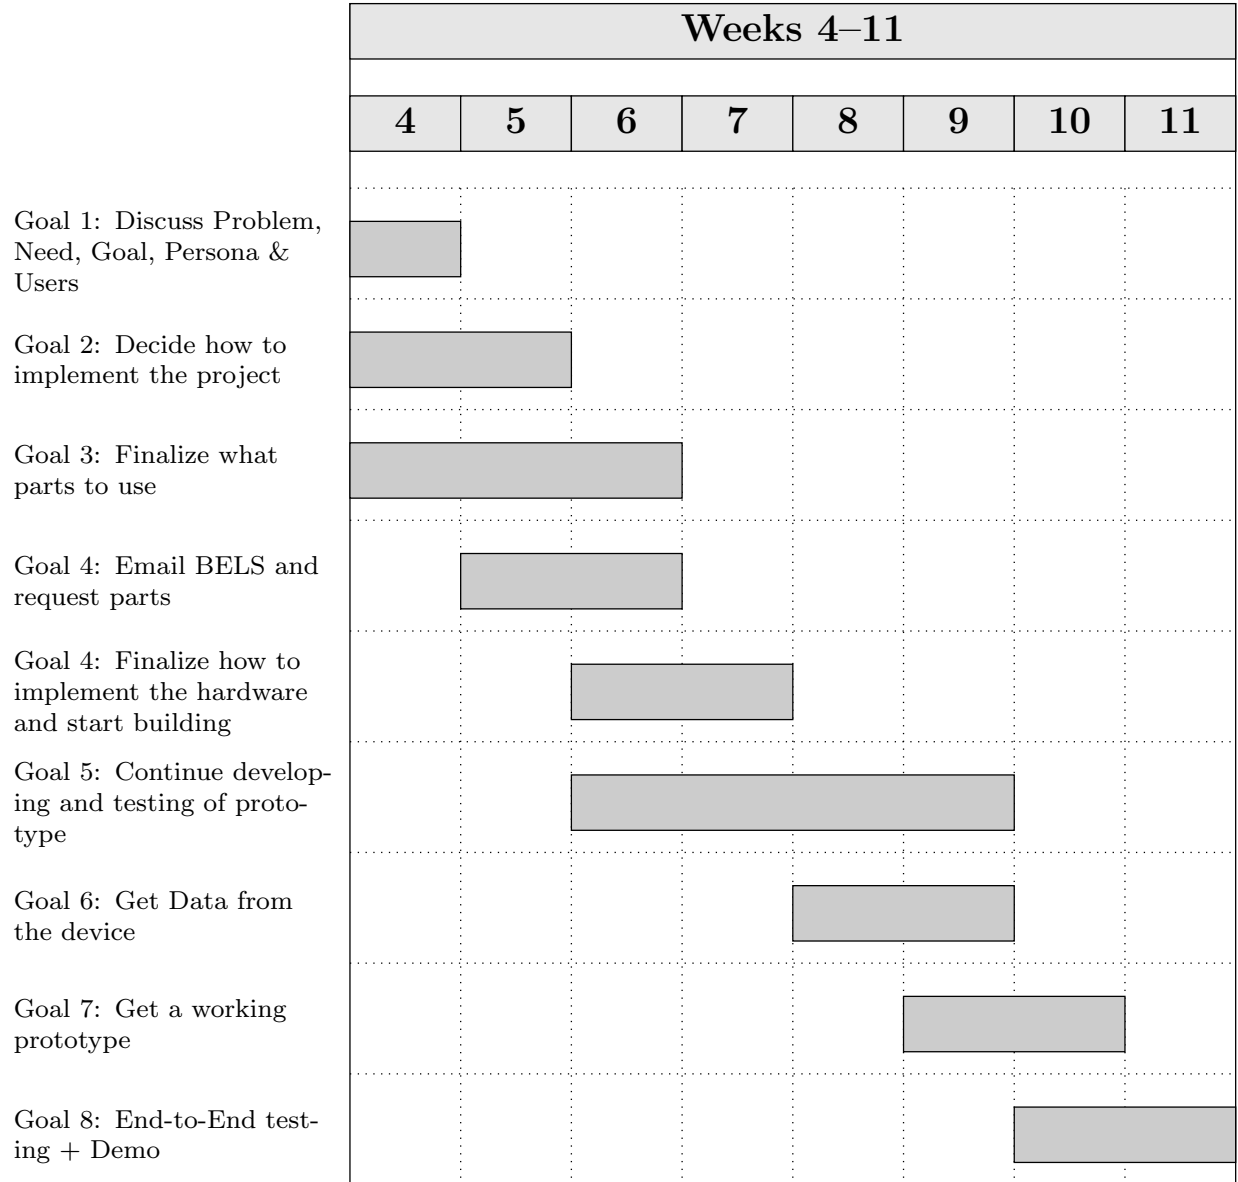 Weeks 4–11
4 5 6 7 8 9 10 11
Goal 1: Discuss Problem,
Need, Goal, Persona &
Users
Goal 2: Decide how to
implement the project
Goal 3: Finalize what
parts to use
Goal 4: Email BELS and
request parts
Goal 4: Finalize how to
implement the hardware
and start building
Goal 5: Continue develop-
ing and testing of proto-
type
Goal 6: Get Data from
the device
Goal 7: Get a working
prototype
Goal 8: End-to-End test-
ing + Demo